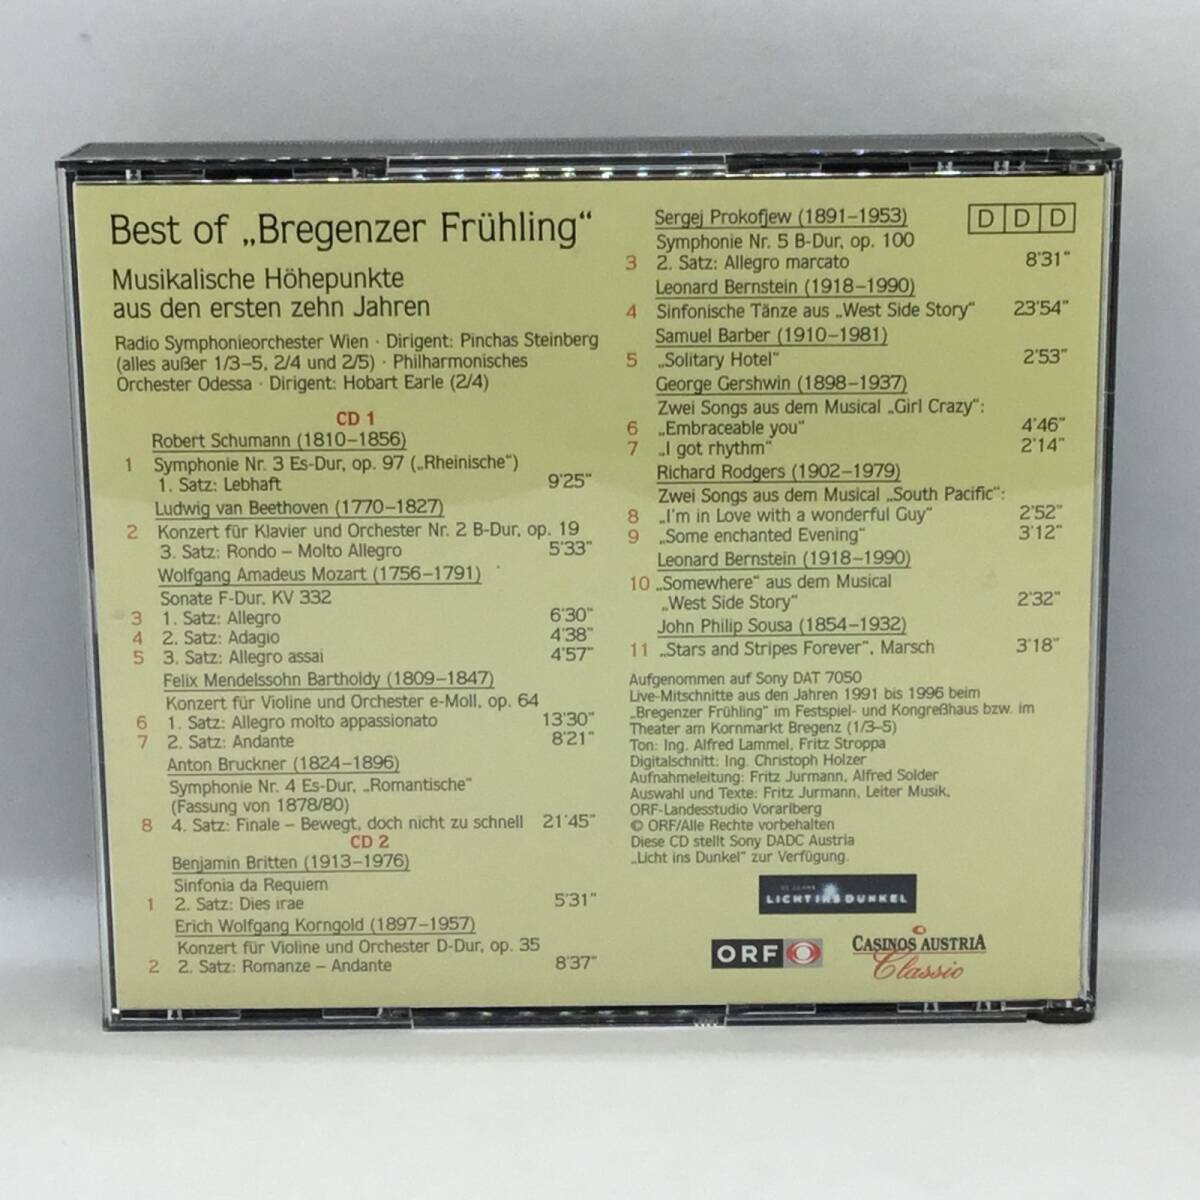 Best of „Bregenzer Frühling“
Musikalische Höhepunkte
aus den ersten zehn Jahren
Radio Symphonieorchester Wien · Dirigent: Pinchas Steinberg
(alles außer 1/3–5, 2/4 und 2/5) · Philharmonisches
Orchester Odessa · Dirigent: Hobart Earle (2/4)
CD 1
Robert Schumann (1810–1856)
1 Symphonie Nr. 3 Es-Dur, op. 97 („Rheinische“)
1. Satz: Lebhaft 9'25"
Ludwig van Beethoven (1770–1827)
2 Konzert für Klavier und Orchester Nr. 2 B-Dur, op. 19
3. Satz: Rondo – Molto Allegro 5'33"
Wolfgang Amadeus Mozart (1756–1791)
Sonate F-Dur, KV 332
3 1. Satz: Allegro 6'30"
4 2. Satz: Adagio 4'38"
5 3. Satz: Allegro assai 4'57"
Felix Mendelssohn Bartholdy (1809–1847)
Konzert für Violine und Orchester e-Moll, op. 64
6 1. Satz: Allegro molto appassionato 13'30"
7 2. Satz: Andante 8'21"
Anton Bruckner (1824–1896)
Symphonie Nr. 4 Es-Dur, „Romantische“
(Fassung von 1878/80)
8 4. Satz: Finale – Bewegt, doch nicht zu schnell 21'45"
CD 2
Benjamin Britten (1913–1976)
Sinfonia da Requiem
1 2. Satz: Dies irae 5'31"
Erich Wolfgang Korngold (1897–1957)
Konzert für Violine und Orchester D-Dur, op. 35
2 2. Satz: Romanze – Andante 8'37"
Sergej Prokofjew (1891–1953)
DDD
Symphonie Nr. 5 B-Dur, op. 100
3 2. Satz: Allegro marcato 8'31"
Leonard Bernstein (1918–1990)
4 Sinfonische Tänze aus „West Side Story“ 23'54"
Samuel Barber (1910–1981)
5 „Solitary Hotel“ 2'53"
George Gershwin (1898–1937)
Zwei Songs aus dem Musical „Girl Crazy“:
6 „Embraceable you“ 4'46"
7 „I got rhythm“ 2'14"
Richard Rodgers (1902–1979)
Zwei Songs aus dem Musical „South Pacific“:
8 „I'm in Love with a wonderful Guy“ 2'52"
9 „Some enchanted Evening“ 3'12"
Leonard Bernstein (1918–1990)
10 „Somewhere“ aus dem Musical
„West Side Story“ 2'32"
John Philip Sousa (1854–1932)
11 „Stars and Stripes Forever“, Marsch 3'18"
Aufgenommen auf Sony DAT 7050
Live-Mitschnitte aus den Jahren 1991 bis 1996 beim
„Bregenzer Frühling“ im Festspiel- und Kongreßhaus bzw. im
Theater am Kornmarkt Bregenz (1/3–5)
Ton: Ing. Alfred Lammel, Fritz Stroppa
Digitalschnitt: Ing. Christoph Holzer
Aufnahmeleitung: Fritz Jurmann, Alfred Solder
Auswahl und Texte: Fritz Jurmann, Leiter Musik,
ORF-Landesstudio Vorarlberg
© ORF/Alle Rechte vorbehalten
Diese CD stellt Sony DADC Austria
„Licht ins Dunkel“ zur Verfügung.
LICHT INS DUNKEL
ORF
CASINOS AUSTRIA
Classic